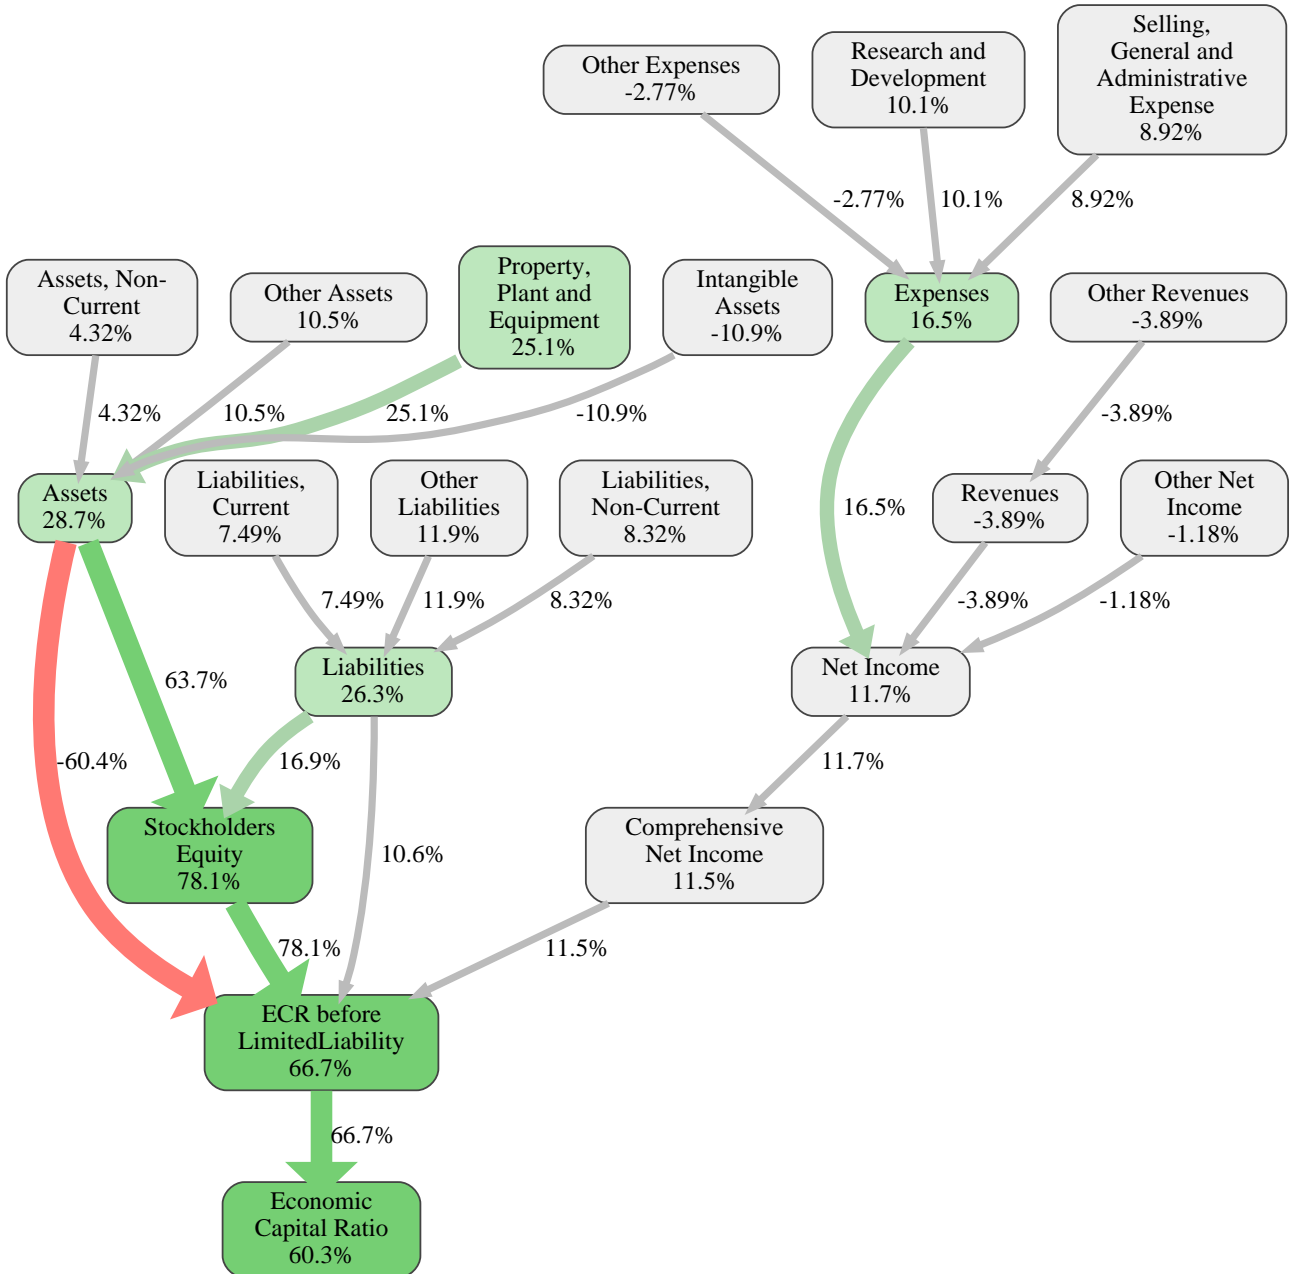 Other Expenses
-2.77%
Research and
Development
10.1%
Selling,
General and
Administrative
Expense
8.92%
-2.77%
10.1%
8.92%
Assets, Non-
Current
4.32%
Other Assets
10.5%
Property,
Plant and
Equipment
25.1%
Intangible
Assets
-10.9%
Expenses
16.5%
Other Revenues
-3.89%
4.32%
10.5%
25.1%
-10.9%
-3.89%
Assets
28.7%
Liabilities,
Current
7.49%
Other
Liabilities
11.9%
Liabilities,
Non-Current
8.32%
16.5%
Revenues
-3.89%
Other Net
Income
-1.18%
7.49%
11.9%
8.32%
-3.89%
-1.18%
63.7%
Liabilities
26.3%
Net Income
11.7%
-60.4%
16.9%
11.7%
Stockholders
Equity
78.1%
10.6%
Comprehensive
Net Income
11.5%
78.1%
11.5%
ECR before
LimitedLiability
66.7%
66.7%
Economic
Capital Ratio
60.3%